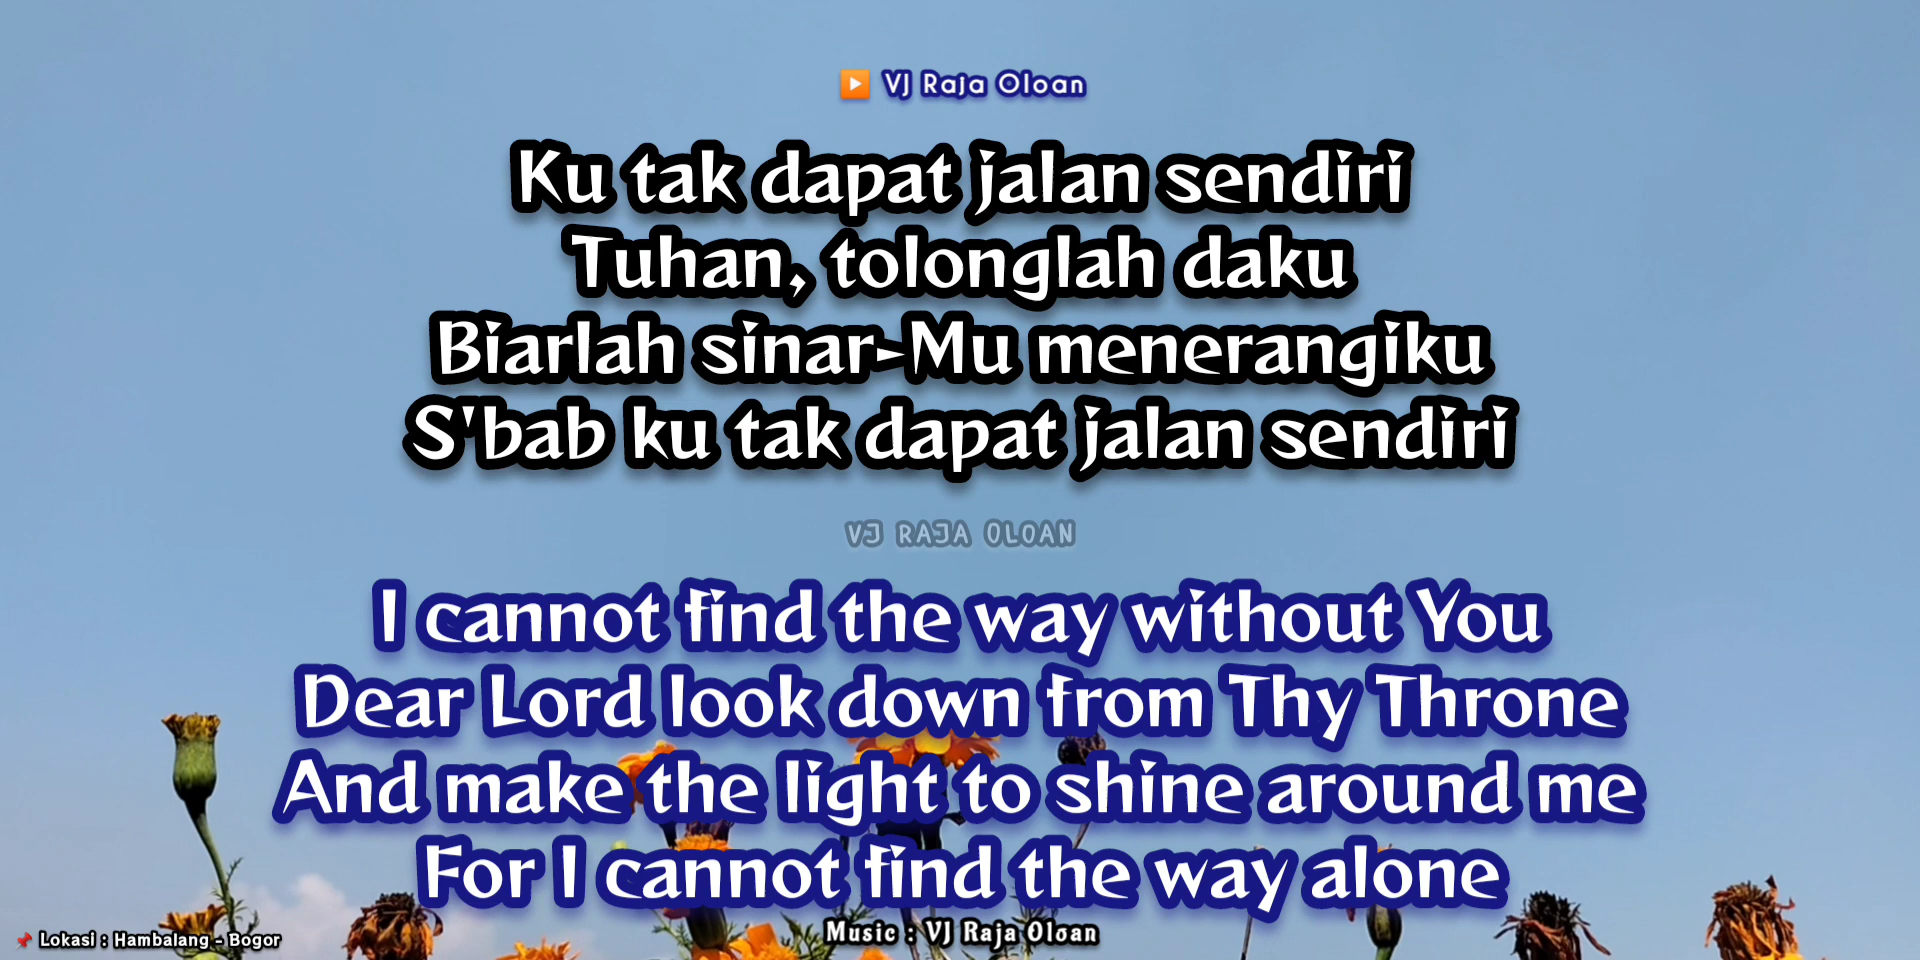 VJ Raja Oloan
Ku tak dapat jalan sendiri
Tuhan, tolonglah daku
Biarlah sinar-Mu menerangiku
S'bab ku tak dapat jalan sendiri
VJ RAJA OLOAN
I cannot find the way without You
Dear Lord look down from Thy Throne
And make the light to shine around me
For I cannot find the way alone
Music : VJ Raja Oloan
Lokasi : Hambalang - Bogor